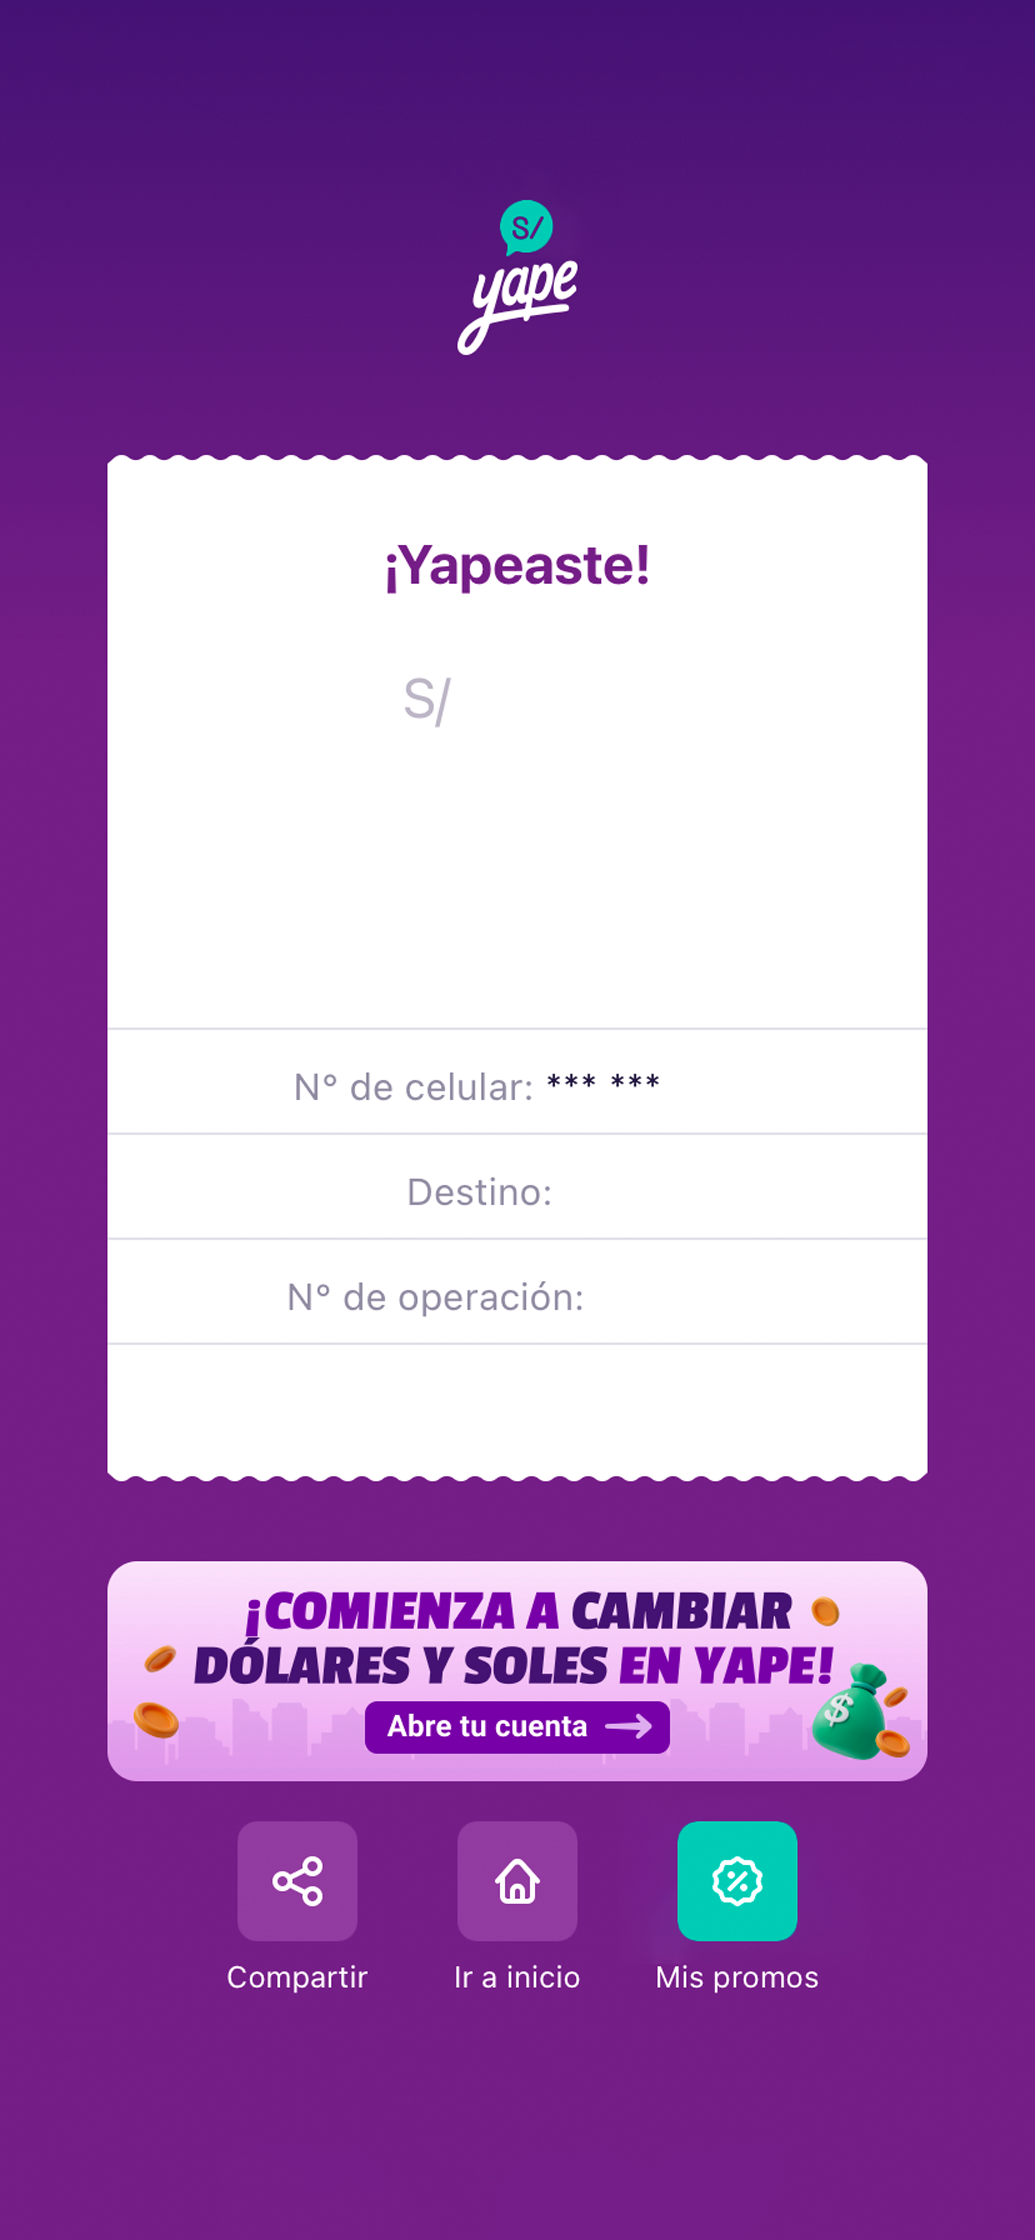 S/
yape
¡Yapeaste!
S/
N° de celular: *** ***
Destino:
N° de operación:
¡COMIENZA A CAMBIAR
DÓLARES Y SOLES EN YAPE!
Abre tu cuenta
$
Compartir
Ir a inicio
Mis promos